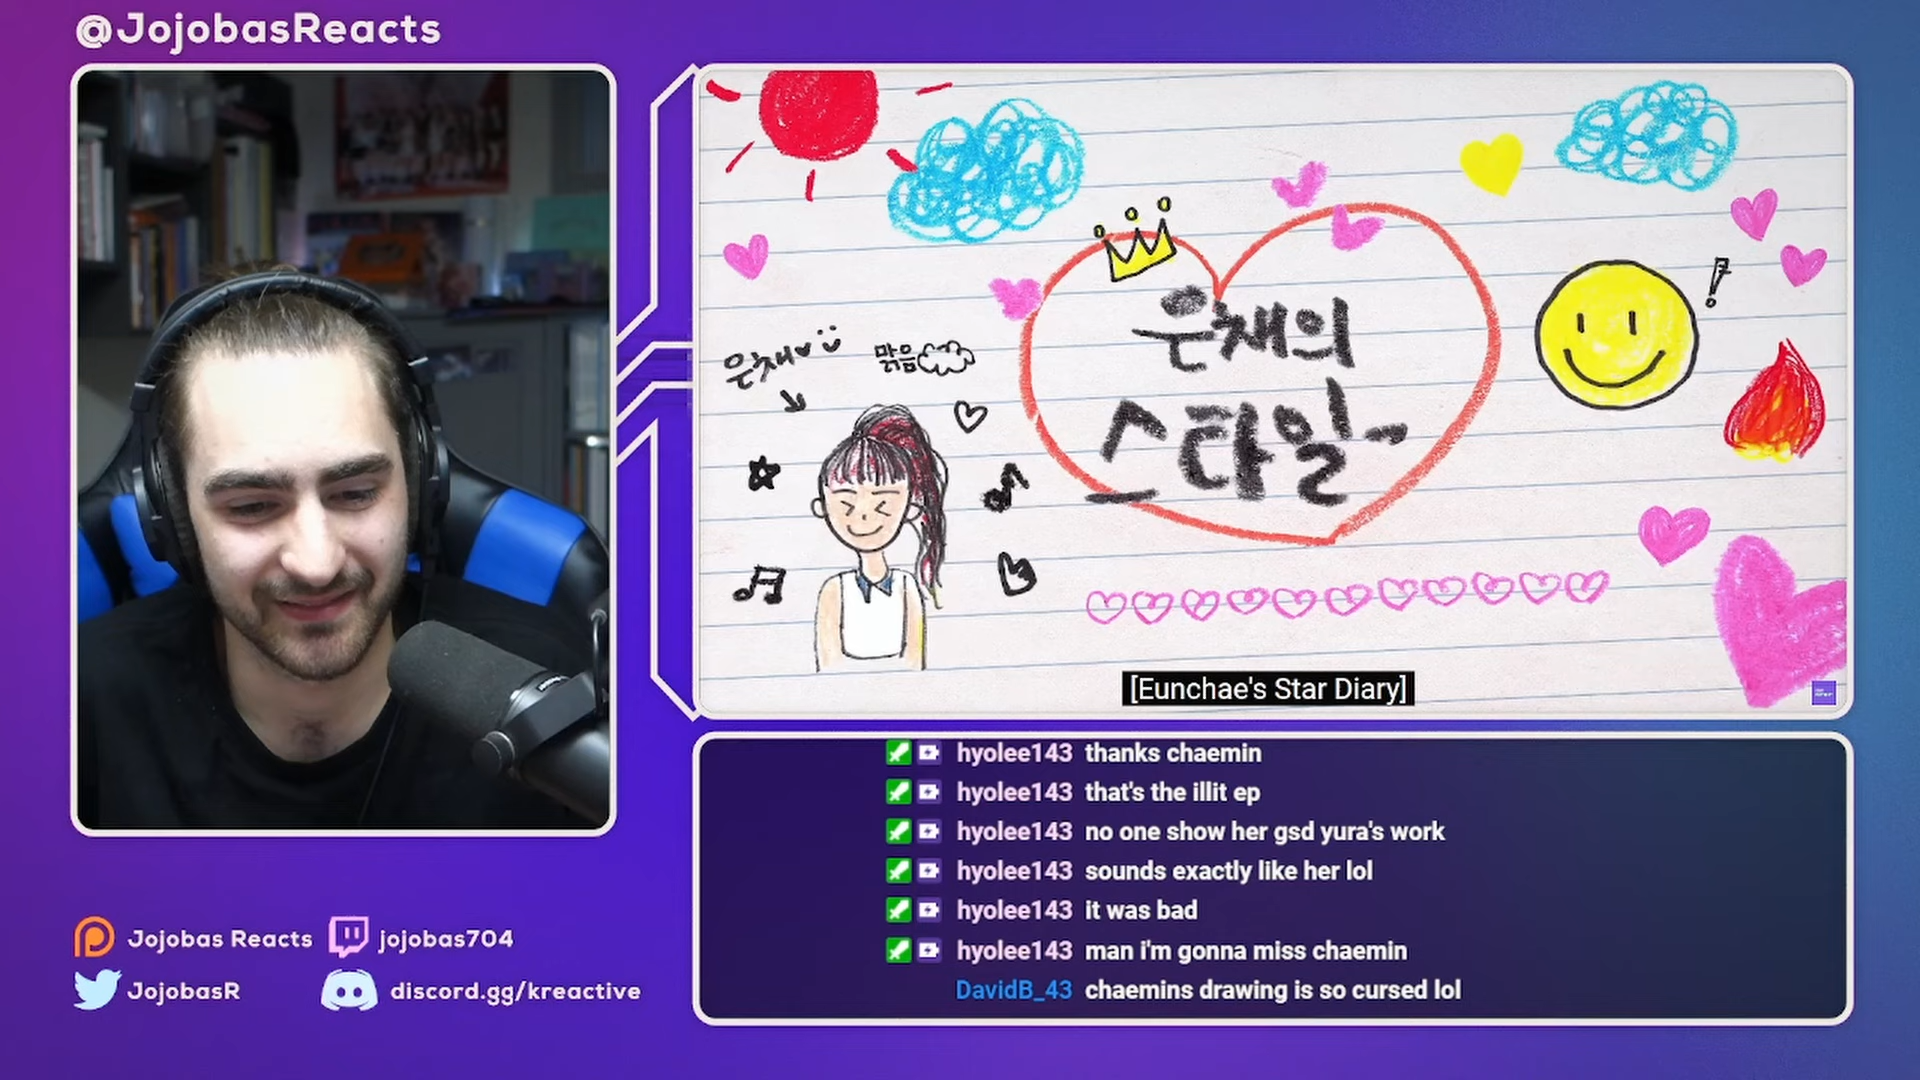 @JojobasReacts
은채
맑음
은채의
스타일-
[Eunchae's Star Diary]
hyolee143 thanks chaemin
hyolee143 that's the illit ep
hyolee143 no one show her gsd yura's work
hyolee143 sounds exactly like her lol
hyolee143 it was bad
hyolee143 man i'm gonna miss chaemin
DavidB_43 chaemins drawing is so cursed lol
Jojobas Reacts
jojobas704
JojobasR
discord.gg/kreactive